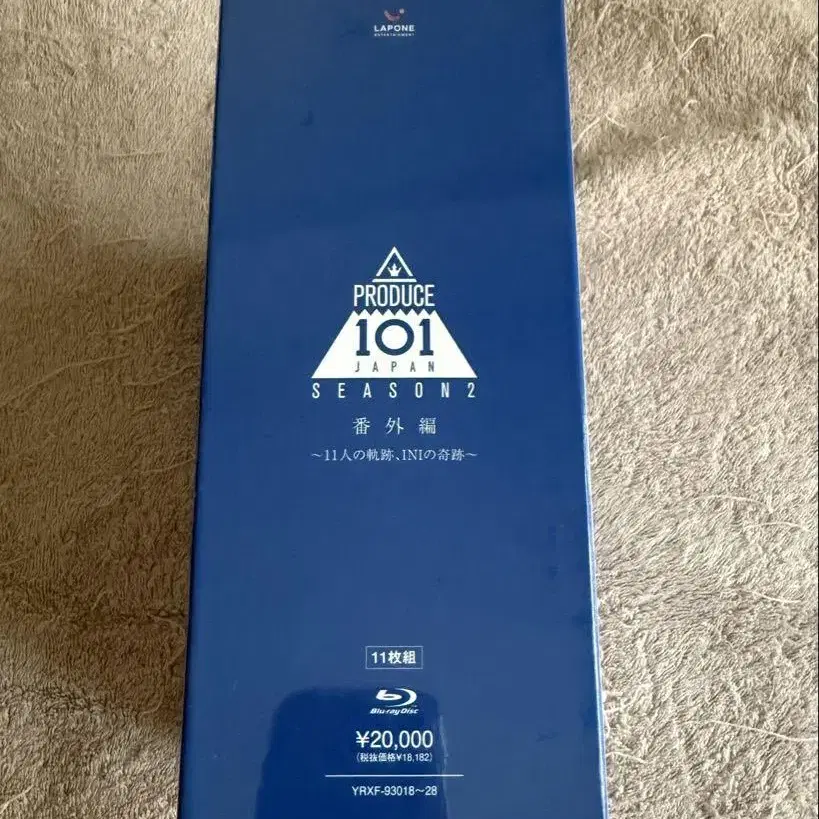 LAPONE
ENTERTAINMENT
PRODUCE
101
JAPAN
SEASON2
番外編
～11人の軌跡、INIの奇跡～
11枚組
Blu-ray Disc
¥20,000
(税抜価格¥18,182)
YRXF-93018～28